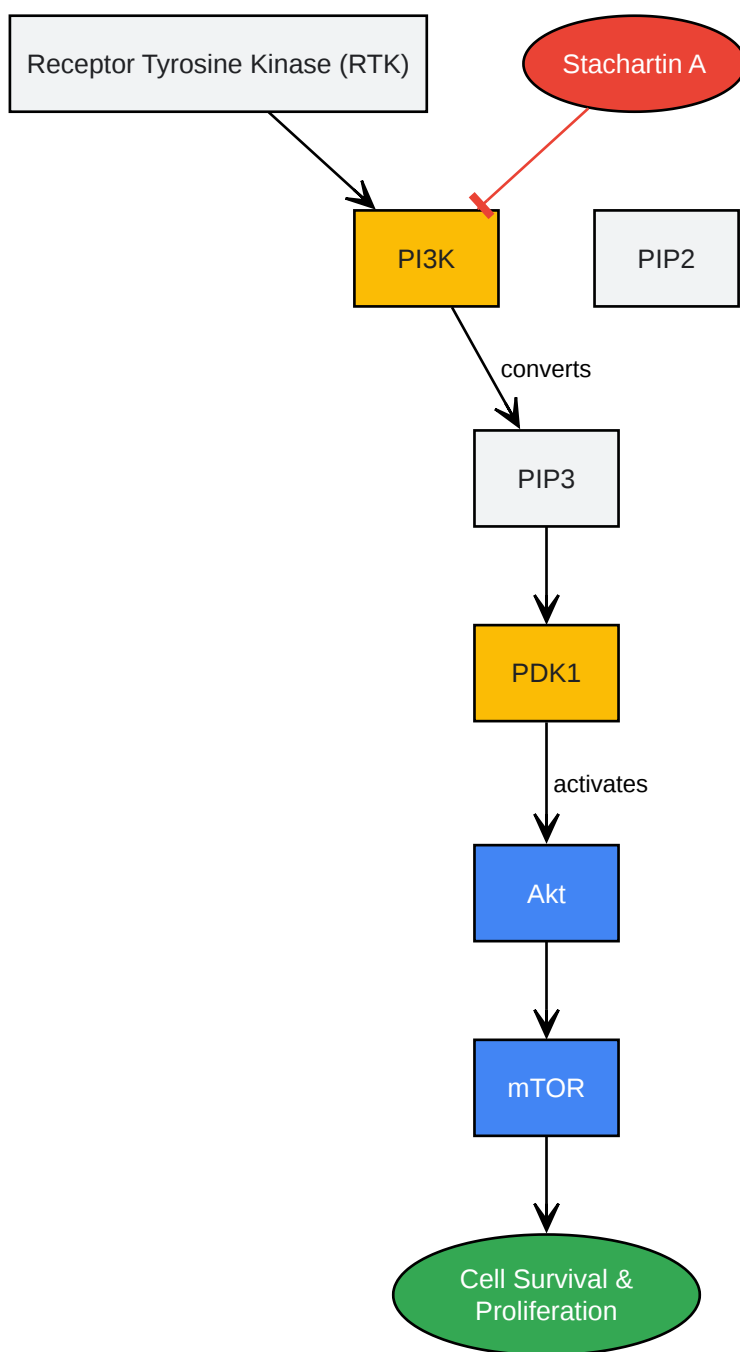 Receptor Tyrosine Kinase (RTK)
Stachartin A
PI3K
PIP2
converts
PIP3
PDK1
activates
Akt
mTOR
Cell Survival &
Proliferation